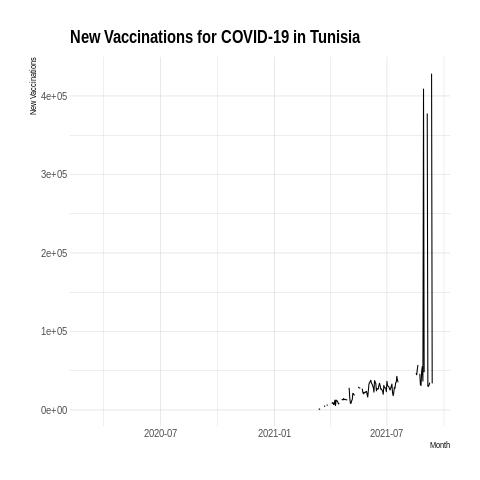 New Vaccinations for COVID-19 in Tunisia
New Vaccinations
4e+05
3e+05
2e+05
1e+05
0e+00
2020-07 2021-01 2021-07
Month